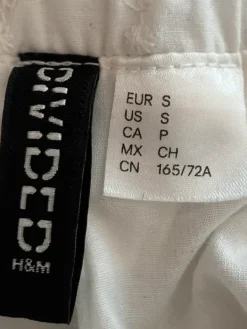 DIVIDED
H&M
EUR S
US S
CA P
MX CH
CN 165/72A